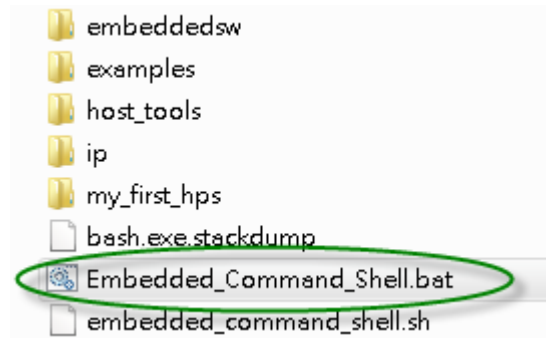 embeddedsw
examples
host_tools
ip
my_first_hps
bash.exe.stackdump
Embedded_Command_Shell.bat
embedded_command_shell.sh